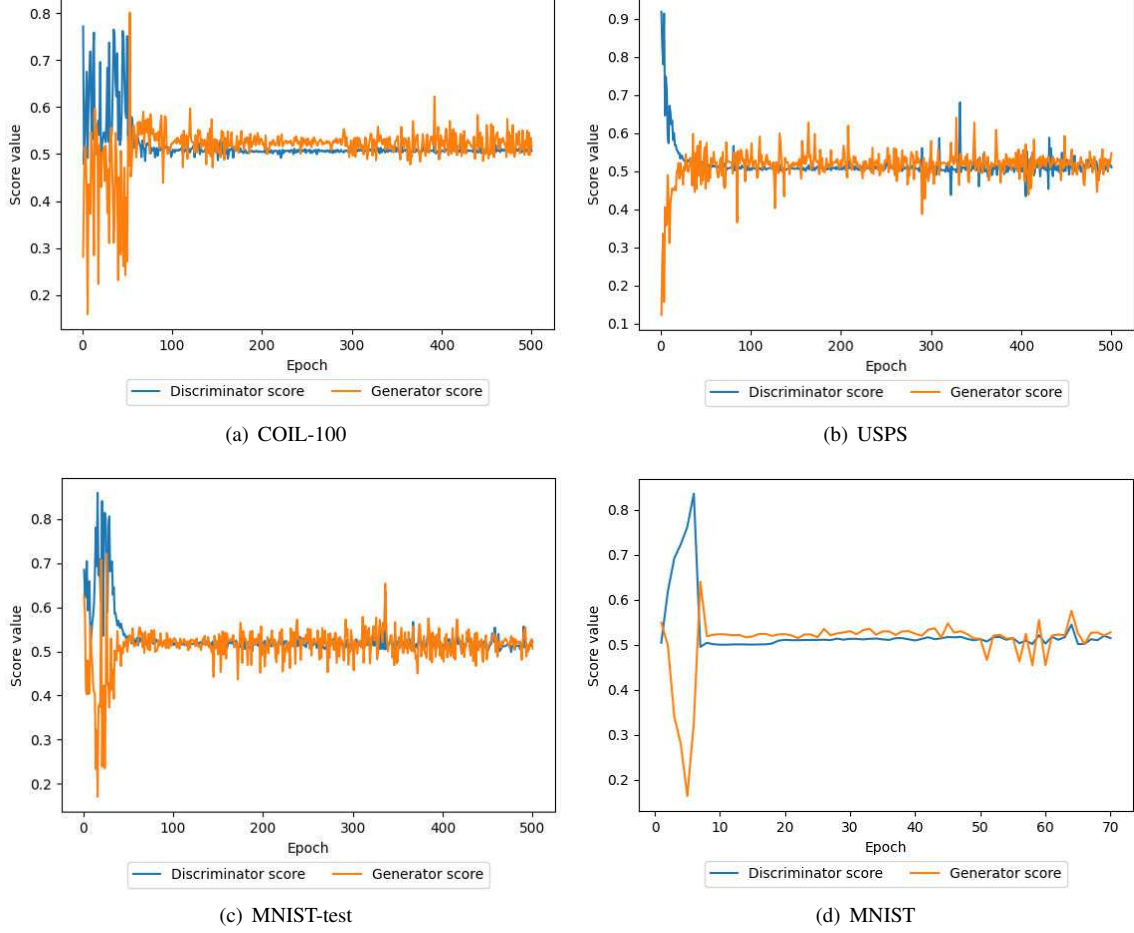 0.8
0.7
0.6
0.5
0.4
0.3
0.2
Score value
0 100 200 300 400 500
Epoch
Discriminator score Generator score
(a) COIL-100
0.9
0.8
0.7
0.6
0.5
0.4
0.3
0.2
0.1
Score value
0 100 200 300 400 500
Epoch
Discriminator score Generator score
(b) USPS
0.8
0.7
0.6
0.5
0.4
0.3
0.2
Score value
0 100 200 300 400 500
Epoch
Discriminator score Generator score
(c) MNIST-test
0.8
0.7
0.6
0.5
0.4
0.3
0.2
Score value
0 10 20 30 40 50 60 70
Epoch
Discriminator score Generator score
(d) MNIST